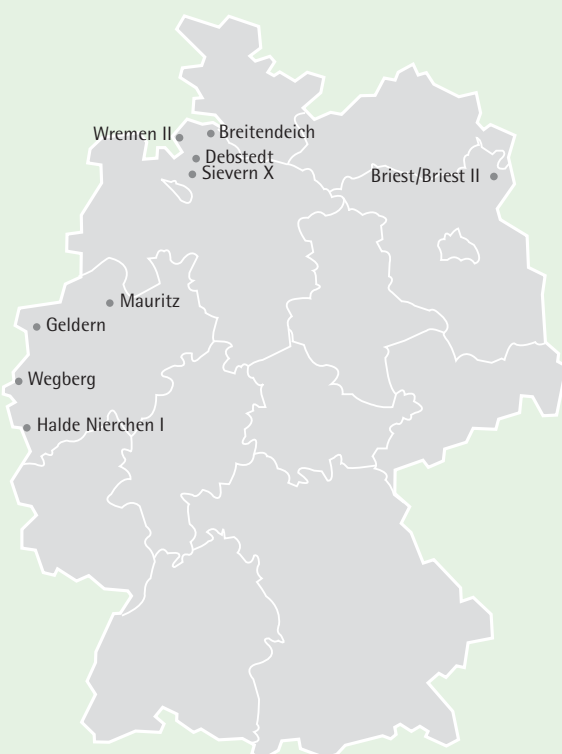 Wremen II
Breitendeich
Debstedt
Sievern X
Briest/Briest II
Mauritz
Geldern
Wegberg
Halde Nierchen I